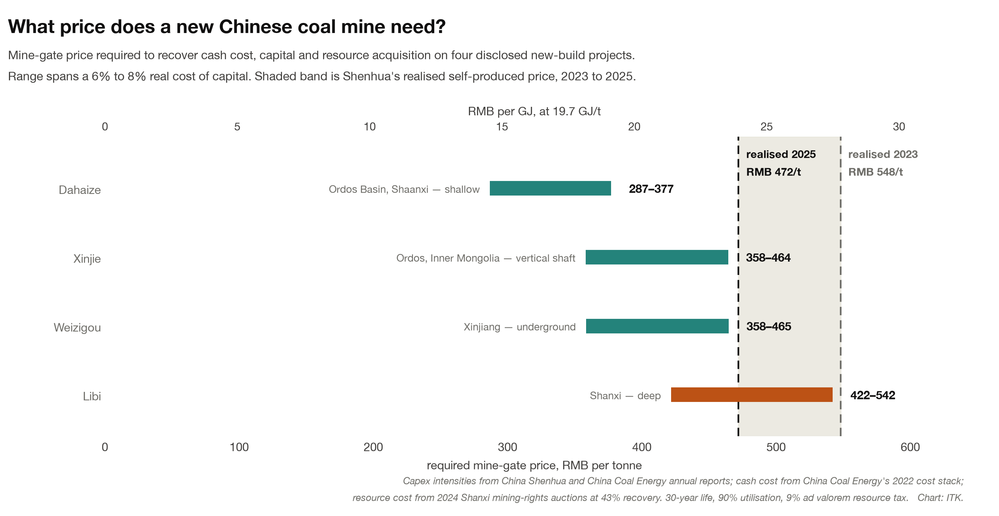 What price does a new Chinese coal mine need?
Mine-gate price required to recover cash cost, capital and resource acquisition on four disclosed new-build projects.
Range spans a 6% to 8% real cost of capital. Shaded band is Shenhua's realised self-produced price, 2023 to 2025.
RMB per GJ, at 19.7 GJ/t
0 5 10 15 20 25 30
realised 2025 realised 2023
RMB 472/t RMB 548/t
Dahaize Ordos Basin, Shaanxi — shallow 287–377
Xinjie Ordos, Inner Mongolia — vertical shaft 358–464
Weizigou Xinjiang — underground 358–465
Libi Shanxi — deep 422–542
0 100 200 300 400 500 600
required mine-gate price, RMB per tonne
Capex intensities from China Shenhua and China Coal Energy annual reports; cash cost from China Coal Energy's 2022 cost stack;
resource cost from 2024 Shanxi mining-rights auctions at 43% recovery. 30-year life, 90% utilisation, 9% ad valorem resource tax. Chart: ITK.